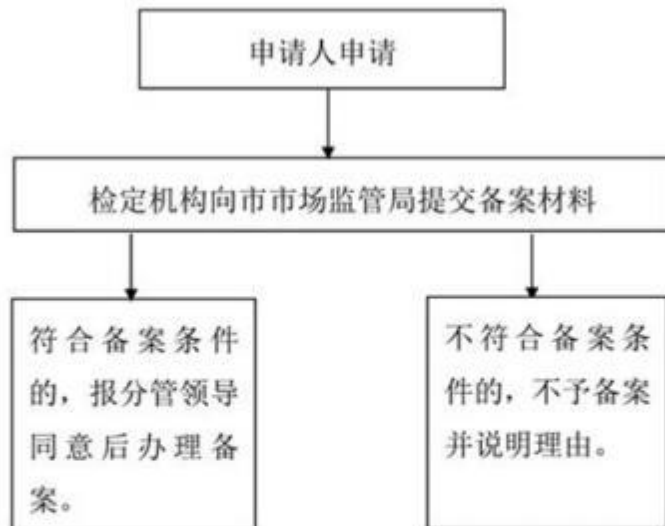 申请人申请
检定机构向市市场监管局提交备案材料
符合备案条件
的，报分管领导
同意后办理备
案。
不符合备案条
件的，不予备案
并说明理由。